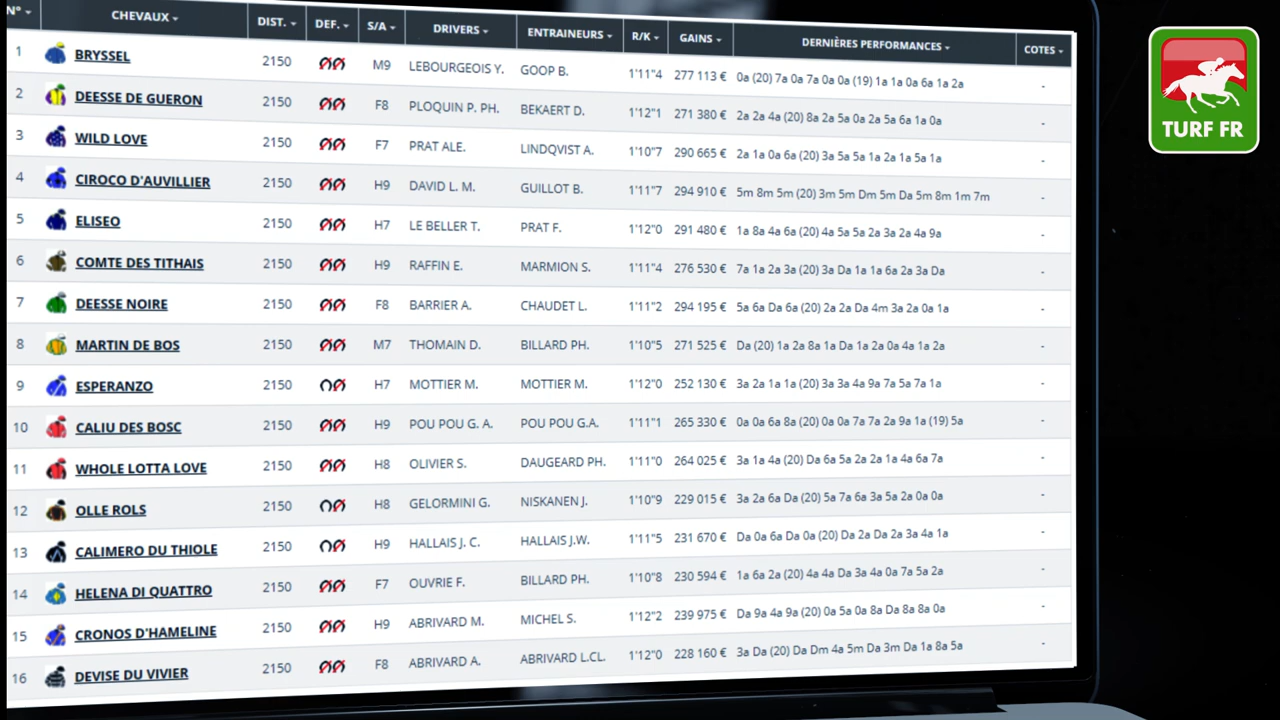 N° CHEVAUX DIST. DEF. S/A DRIVERS ENTRAINEURS R/K GAINS DERNIÈRES PERFORMANCES COTES
1 BRYSSEL 2150 M9 LEBOURGEOIS Y. GOOP B. 1'11"4 277 113 € 0a (20) 7a 0a 7a 0a 0a (19) 1a 1a 0a 6a 1a 2a -
2 DEESSE DE GUERON 2150 F8 PLOQUIN P. PH. BEKAERT D. 1'12"1 271 380 € 2a 2a 4a (20) 8a 2a 5a 0a 2a 5a 6a 1a 0a -
3 WILD LOVE 2150 F7 PRAT ALE. LINDQVIST A. 1'10"7 290 665 € 2a 1a 0a 6a (20) 3a 5a 5a 1a 2a 1a 5a 1a -
4 CIROCO D'AUVILLIER 2150 H9 DAVID L. M. GUILLOT B. 1'11"7 294 910 € 5m 8m 5m (20) 3m 5m Dm 5m Da 5m 8m 1m 7m -
5 ELISEO 2150 H7 LE BELLER T. PRAT F. 1'12"0 291 480 € 1a 8a 4a 6a (20) 4a 5a 5a 2a 3a 2a 4a 9a -
6 COMTE DES TITHAIS 2150 H9 RAFFIN E. MARMION S. 1'11"4 276 530 € 7a 1a 2a 3a (20) 3a Da 1a 1a 6a 2a 3a Da -
7 DEESSE NOIRE 2150 F8 BARRIER A. CHAUDET L. 1'11"2 294 195 € 5a 6a Da 6a (20) 2a 2a Da 4m 3a 2a 0a 1a -
8 MARTIN DE BOS 2150 M7 THOMAIN D. BILLARD PH. 1'10"5 271 525 € Da (20) 1a 2a 8a 1a Da 1a 2a 0a 4a 1a 2a -
9 ESPERANZO 2150 H7 MOTTIER M. MOTTIER M. 1'12"0 252 130 € 3a 2a 1a 1a (20) 3a 3a 4a 9a 7a 5a 7a 1a -
10 CALIU DES BOSC 2150 H9 POU POU G. A. POU POU G.A. 1'11"1 265 330 € 0a 0a 6a 8a (20) 0a 0a 7a 7a 2a 9a 1a (19) 5a -
11 WHOLE LOTTA LOVE 2150 H8 OLIVIER S. DAUGEARD PH. 1'11"0 264 025 € 3a 1a 4a (20) Da 6a 5a 2a 2a 1a 4a 6a 7a -
12 OLLE ROLS 2150 H8 GELORMINI G. NISKANEN J. 1'10"9 229 015 € 3a 2a 6a Da (20) 5a 7a 6a 3a 5a 2a 0a 0a -
13 CALIMERO DU THIOLE 2150 H9 HALLAIS J. C. HALLAIS J.W. 1'11"5 231 670 € Da 0a 6a Da 0a (20) Da 2a Da 2a 3a 4a 1a -
14 HELENA DI QUATTRO 2150 F7 OUVRIE F. BILLARD PH. 1'10"8 230 594 € 1a 6a 2a (20) 4a 4a Da 3a 4a 0a 7a 5a 2a -
15 CRONOS D'HAMELINE 2150 H9 ABRIVARD M. MICHEL S. 1'12"2 239 975 € Da 9a 4a 9a (20) 0a 5a 0a 8a Da 8a 8a 0a -
16 DEVISE DU VIVIER 2150 F8 ABRIVARD A. ABRIVARD L.CL. 1'12"0 228 160 € 3a Da (20) Da Dm 4a 5m Da 3m Da 1a 8a 5a -
TURF FR